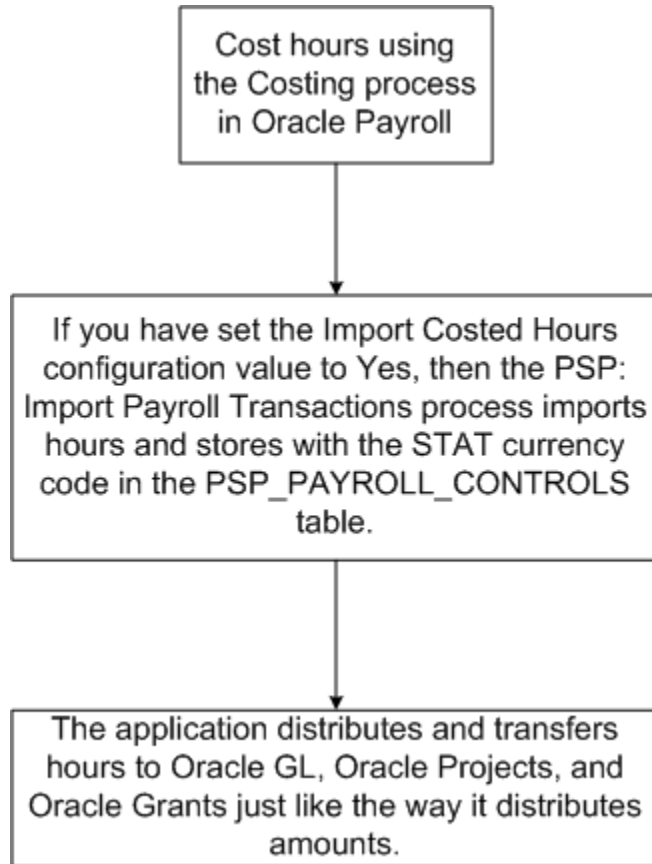 Cost hours using
the Costing process
in Oracle Payroll
If you have set the Import Costed Hours
configuration value to Yes, then the PSP:
Import Payroll Transactions process imports
hours and stores with the STAT currency
code in the PSP_PAYROLL_CONTROLS
table.
The application distributes and transfers
hours to Oracle GL, Oracle Projects, and
Oracle Grants just like the way it distributes
amounts.